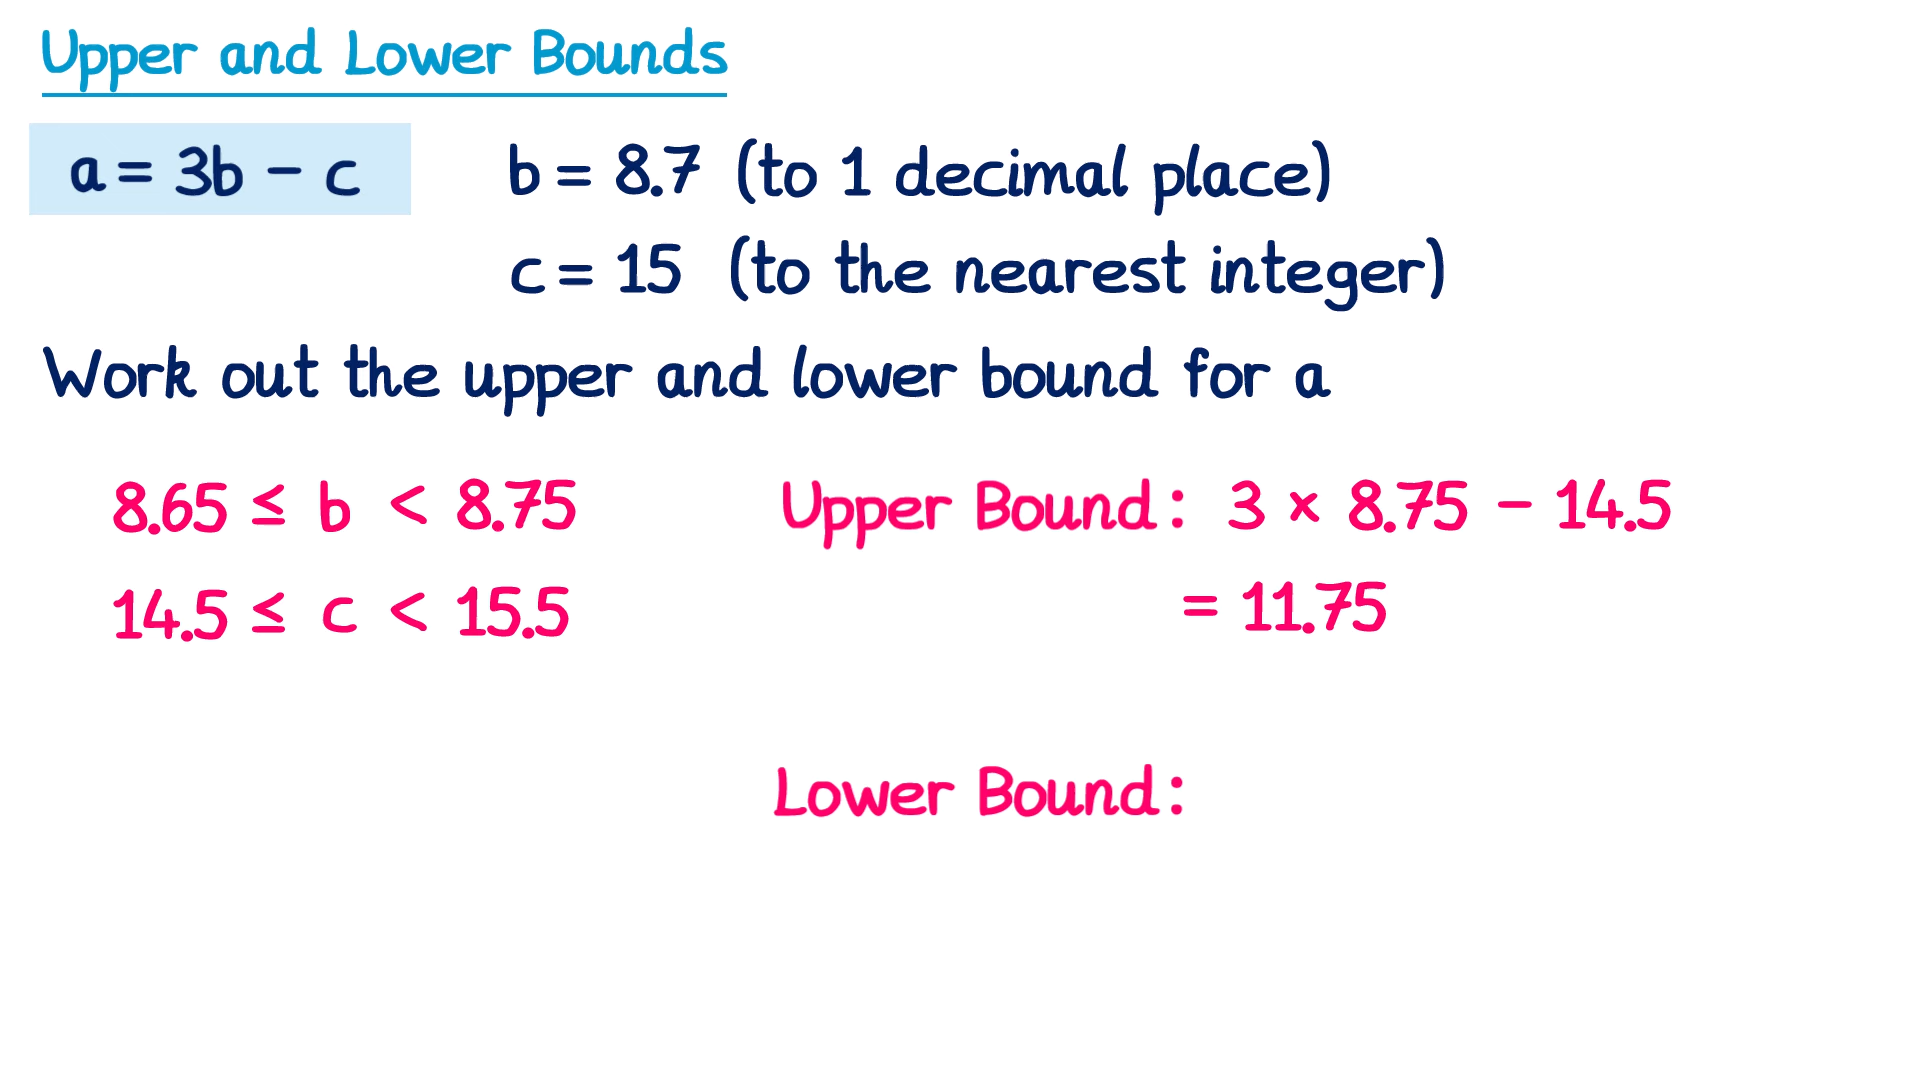 Upper and Lower Bounds
a = 3b - c
b = 8.7 (to 1 decimal place)
c = 15 (to the nearest integer)
Work out the upper and lower bound for a
8.65 ≤ b < 8.75
14.5 ≤ c < 15.5
Upper Bound: 3 × 8.75 - 14.5
= 11.75
Lower Bound: